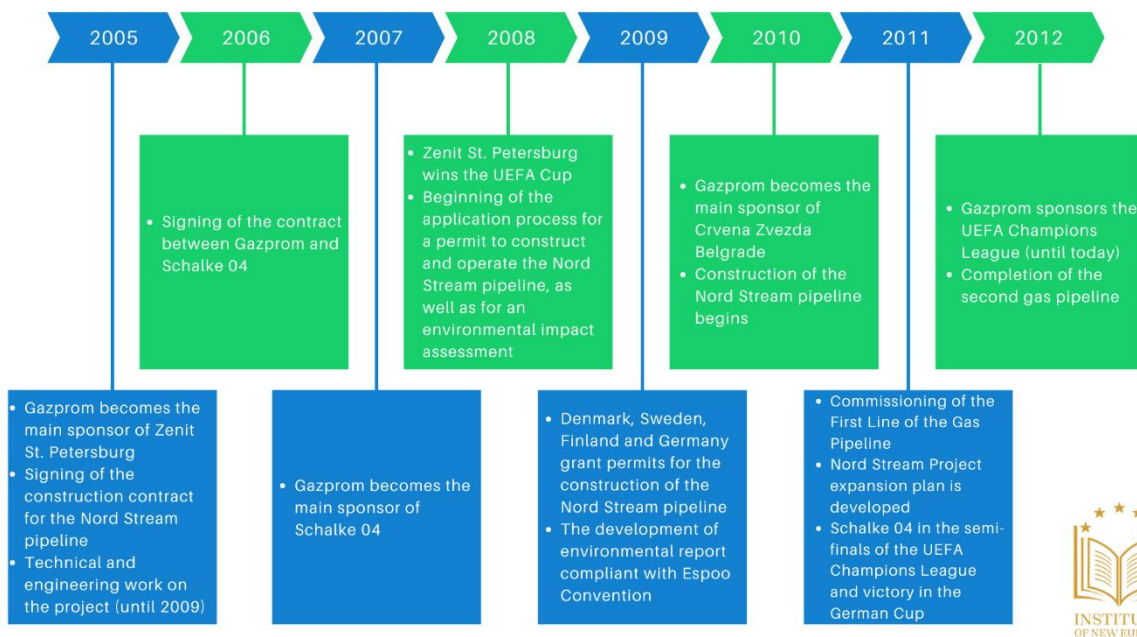 2005
2006
2007
2008
2009
2010
2011
2012
• Signing of the contract
between Gazprom and
Schalke 04
• Zenit St. Petersburg
wins the UEFA Cup
• Beginning of the
application process for
a permit to construct
and operate the Nord
Stream pipeline, as
well as for an
environmental impact
assessment
• Gazprom becomes the
main sponsor of
Crvena Zvezda
Belgrade
• Construction of the
Nord Stream pipeline
begins
• Gazprom sponsors the
UEFA Champions
League (until today)
• Completion of the
second gas pipeline
• Gazprom becomes the
main sponsor of Zenit
St. Petersburg
• Signing of the
construction contract
for the Nord Stream
pipeline
• Technical and
engineering work on
the project (until 2009)
• Gazprom becomes the
main sponsor of
Schalke 04
• Denmark, Sweden,
Finland and Germany
grant permits for the
construction of the
Nord Stream pipeline
• The development of
environmental report
compliant with Espoo
Convention
• Commissioning of the
First Line of the Gas
Pipeline
• Nord Stream Project
expansion plan is
developed
• Schalke 04 in the semi-
finals of the UEFA
Champions League
and victory in the
German Cup
INSTITU
OF NEW EU